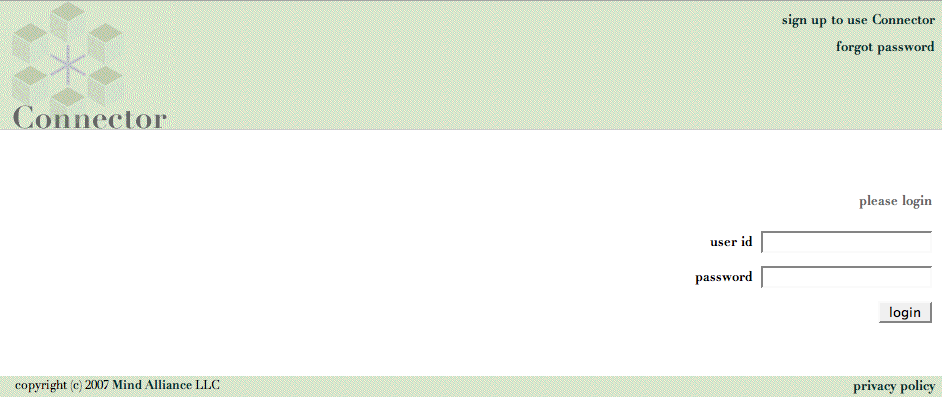 sign up to use Connector
forgot password
Connector
please login
user id
password
login
copyright (c) 2007 Mind Alliance LLC
privacy policy